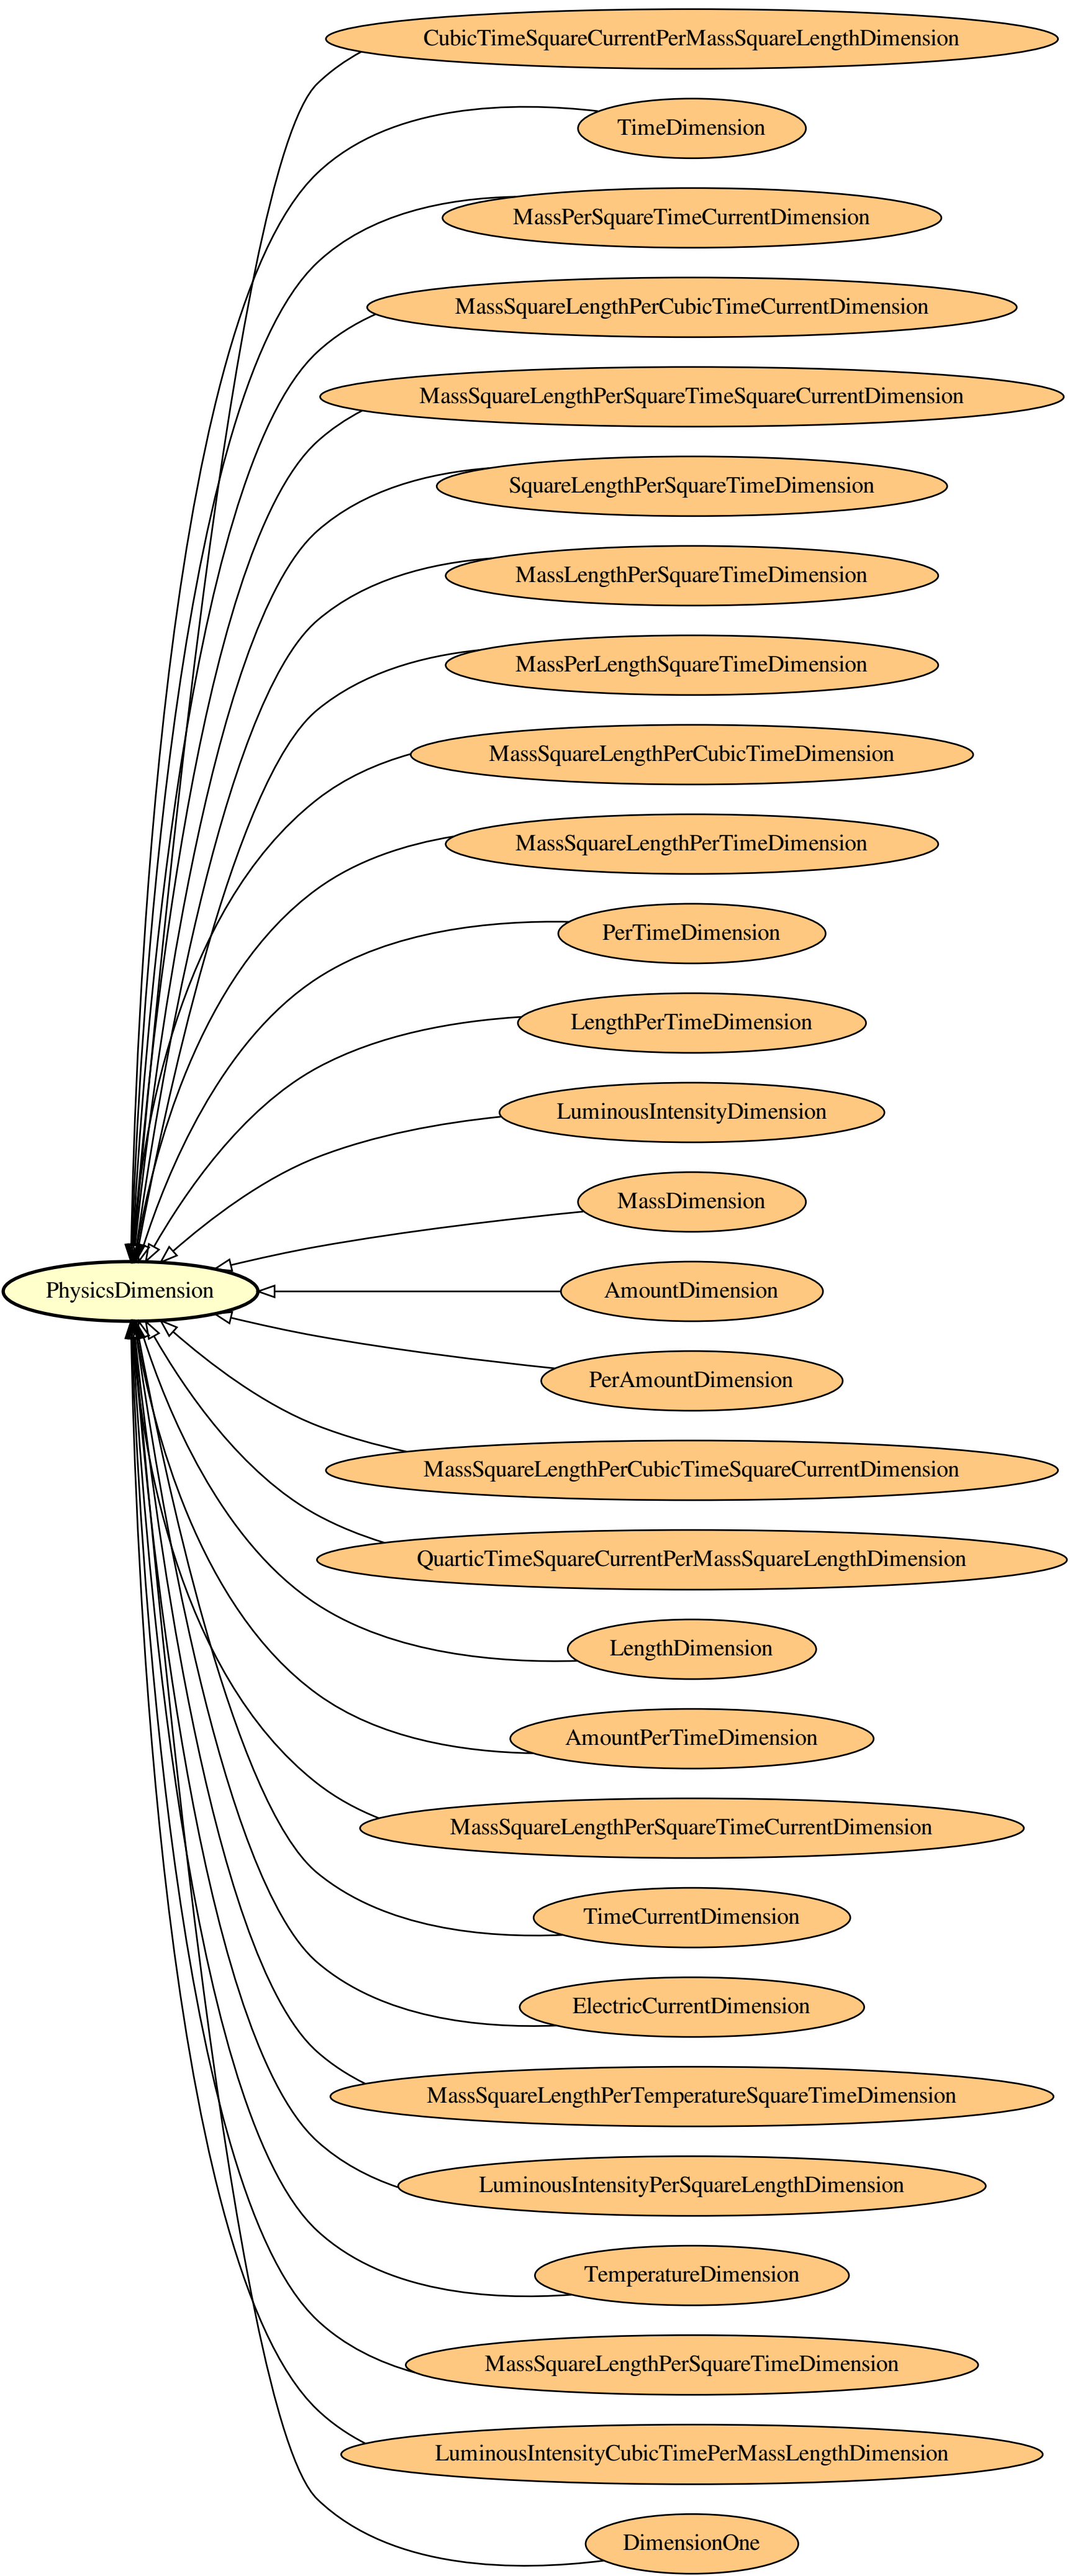 CubicTimeSquareCurrentPerMassSquareLengthDimension
TimeDimension
MassPerSquareTimeCurrentDimension
MassSquareLengthPerCubicTimeCurrentDimension
MassSquareLengthPerSquareTimeSquareCurrentDimension
SquareLengthPerSquareTimeDimension
MassLengthPerSquareTimeDimension
MassPerLengthSquareTimeDimension
MassSquareLengthPerCubicTimeDimension
MassSquareLengthPerTimeDimension
PerTimeDimension
LengthPerTimeDimension
LuminousIntensityDimension
MassDimension
PhysicsDimension
AmountDimension
PerAmountDimension
MassSquareLengthPerCubicTimeSquareCurrentDimension
QuarticTimeSquareCurrentPerMassSquareLengthDimension
LengthDimension
AmountPerTimeDimension
MassSquareLengthPerSquareTimeCurrentDimension
TimeCurrentDimension
ElectricCurrentDimension
MassSquareLengthPerTemperatureSquareTimeDimension
LuminousIntensityPerSquareLengthDimension
TemperatureDimension
MassSquareLengthPerSquareTimeDimension
LuminousIntensityCubicTimePerMassLengthDimension
DimensionOne